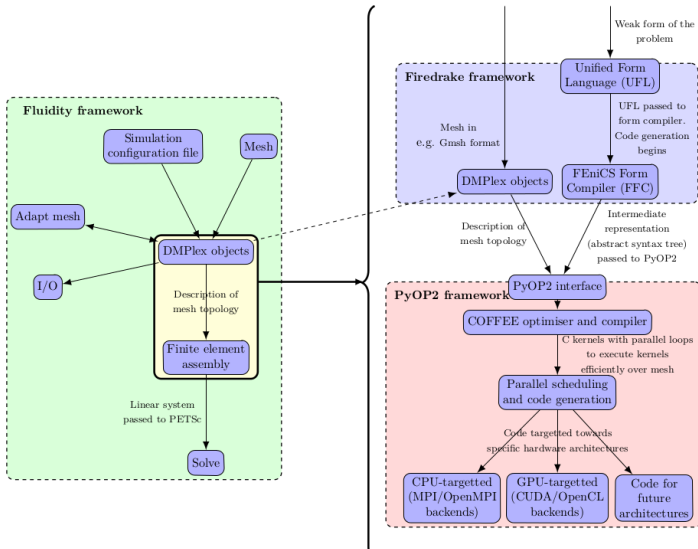 Fluidity framework
Simulation
configuration file
Mesh
Adapt mesh
DMPlex objects
I/O
Description of
mesh topology
Finite element
assembly
Linear system
passed to PETSc
Solve
Weak form of the
problem
Firedrake framework
Unified Form
Language (UFL)
Mesh in
e.g. Gmsh format
UFL passed to
form compiler.
Code generation
begins
DMPlex objects
FEniCS Form
Compiler (FFC)
Description of
mesh topology
Intermediate
representation
(abstract syntax tree)
passed to PyOP2
PyOP2 interface
PyOP2 framework
COFFEE optimiser and compiler
C kernels with parallel loops
to execute kernels
efficiently over mesh
Parallel scheduling
and code generation
Code targetted towards
specific hardware architectures
CPU-targetted
(MPI/OpenMPI
backends)
GPU-targetted
(CUDA/OpenCL
backends)
Code for
future
architectures